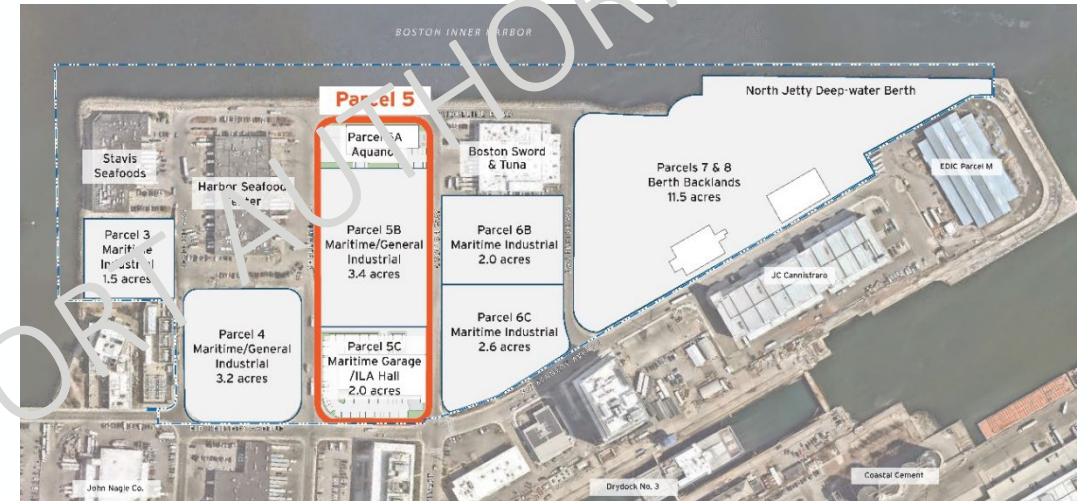 BOSTON INNER HARBOR
Parcel 5
North Jetty Deep-water Berth
Aquano
Boston Sword
& Tuna
EDIC Parcel M
Stavis
Seafoods
Parcels 7 & 8
Berth Backlands
11.5 acres
Harbor Seafood
Parcel 3
Maritime
Industrial
1.5 acres
Parcel 5B
Maritime/General
Industrial
3.4 acres
Parcel 6B
Maritime Industrial
2.0 acres
JC Cannistraro
Parcel 4
Maritime/General
Industrial
3.2 acres
Parcel 5C
Maritime Garage
/ILA Hall
2.0 acres
Parcel 6C
Maritime Industrial
2.6 acres
John Nagle Co.
Drydock No. 3
Coastal Cement
PORT AUTHOR